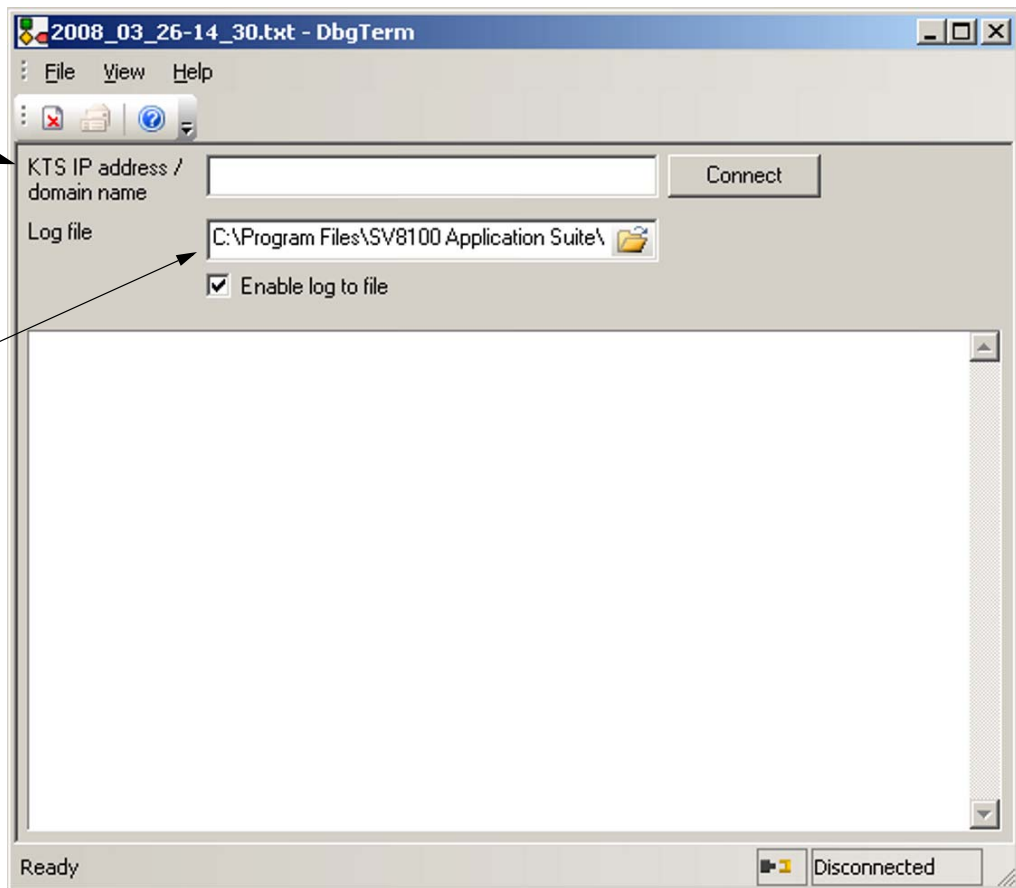 2008_03_26-14_30.txt - DbgTerm
File View Help
KTS IP address /
domain name
Connect
Log file
C:\Program Files\SV8100 Application Suite\
Enable log to file
Ready
Disconnected